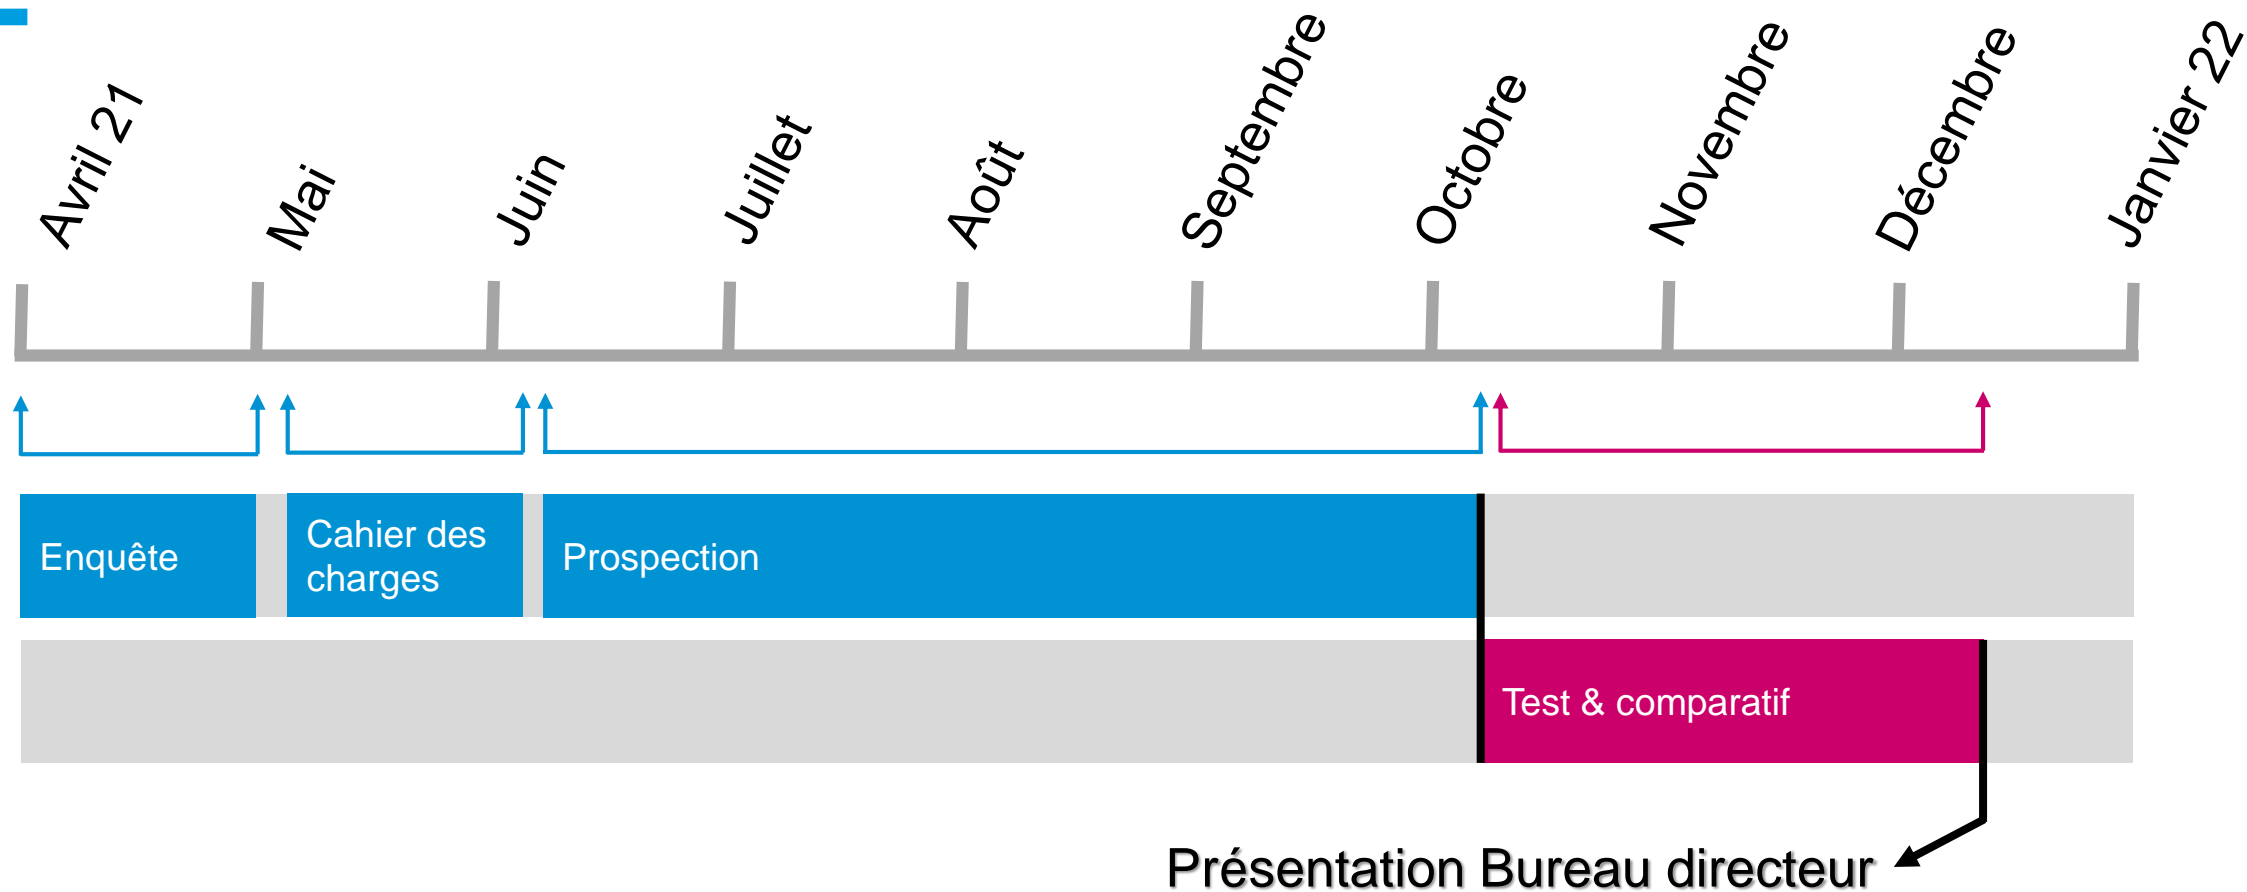 Avril 21
Mai
Juin
Juillet
Août
Septembre
Octobre
Novembre
Décembre
Janvier 22
Enquête
Cahier des
charges
Prospection
Test & comparatif
Présentation Bureau directeur